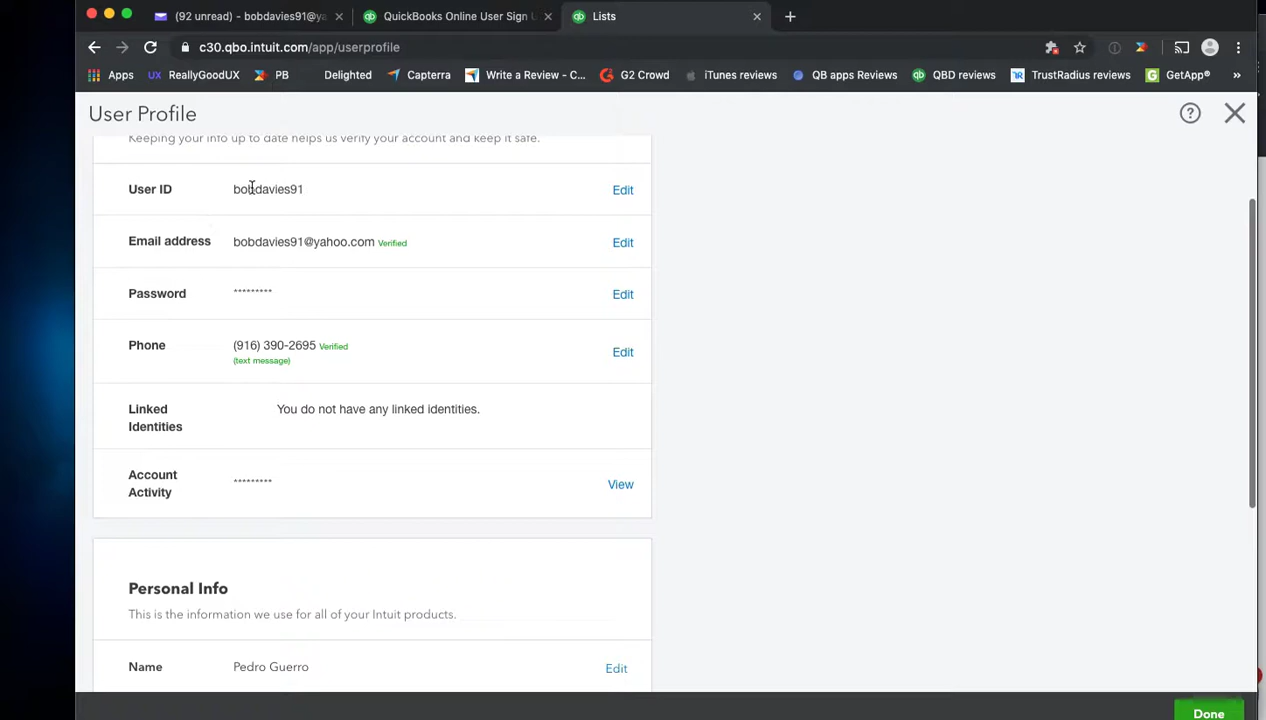 (92 unread) - bobdavies91@ya
QuickBooks Online User Sign U
Lists
c30.qbo.intuit.com/app/userprofile
Apps
UX ReallyGoodUX
PB
Delighted
Capterra
Write a Review - C...
G2 Crowd
iTunes reviews
QB apps Reviews
QBD reviews
TrustRadius reviews
GetApp®
»
User Profile
Keeping your info up to date helps us verify your account and keep it safe.
User ID bobdavies91 Edit
Email address bobdavies91@yahoo.com Verified Edit
Password ********* Edit
Phone (916) 390-2695 Verified Edit
(text message)
Linked You do not have any linked identities.
Identities
Account ********* View
Activity
Personal Info
This is the information we use for all of your Intuit products.
Name Pedro Guerro Edit
Done